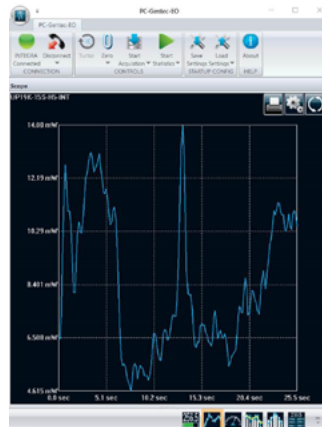 PC-Gentec-EO
PC-Gentec-EO
INTEGRA Connected
Disconnect
Turbo
Zero
Start Acquisition
Start Statistics
Save Settings
Load Settings
About
CONNECTION
CONTROLS
STARTUP CONFIG
HELP
Scope
UP19K-15S-H5-INT
14.08 mW
12.19 mW
10.29 mW
8.401 mW
6.508 mW
4.615 mW
0.0 sec
5.1 sec
10.2 sec
15.3 sec
20.4 sec
25.5 sec